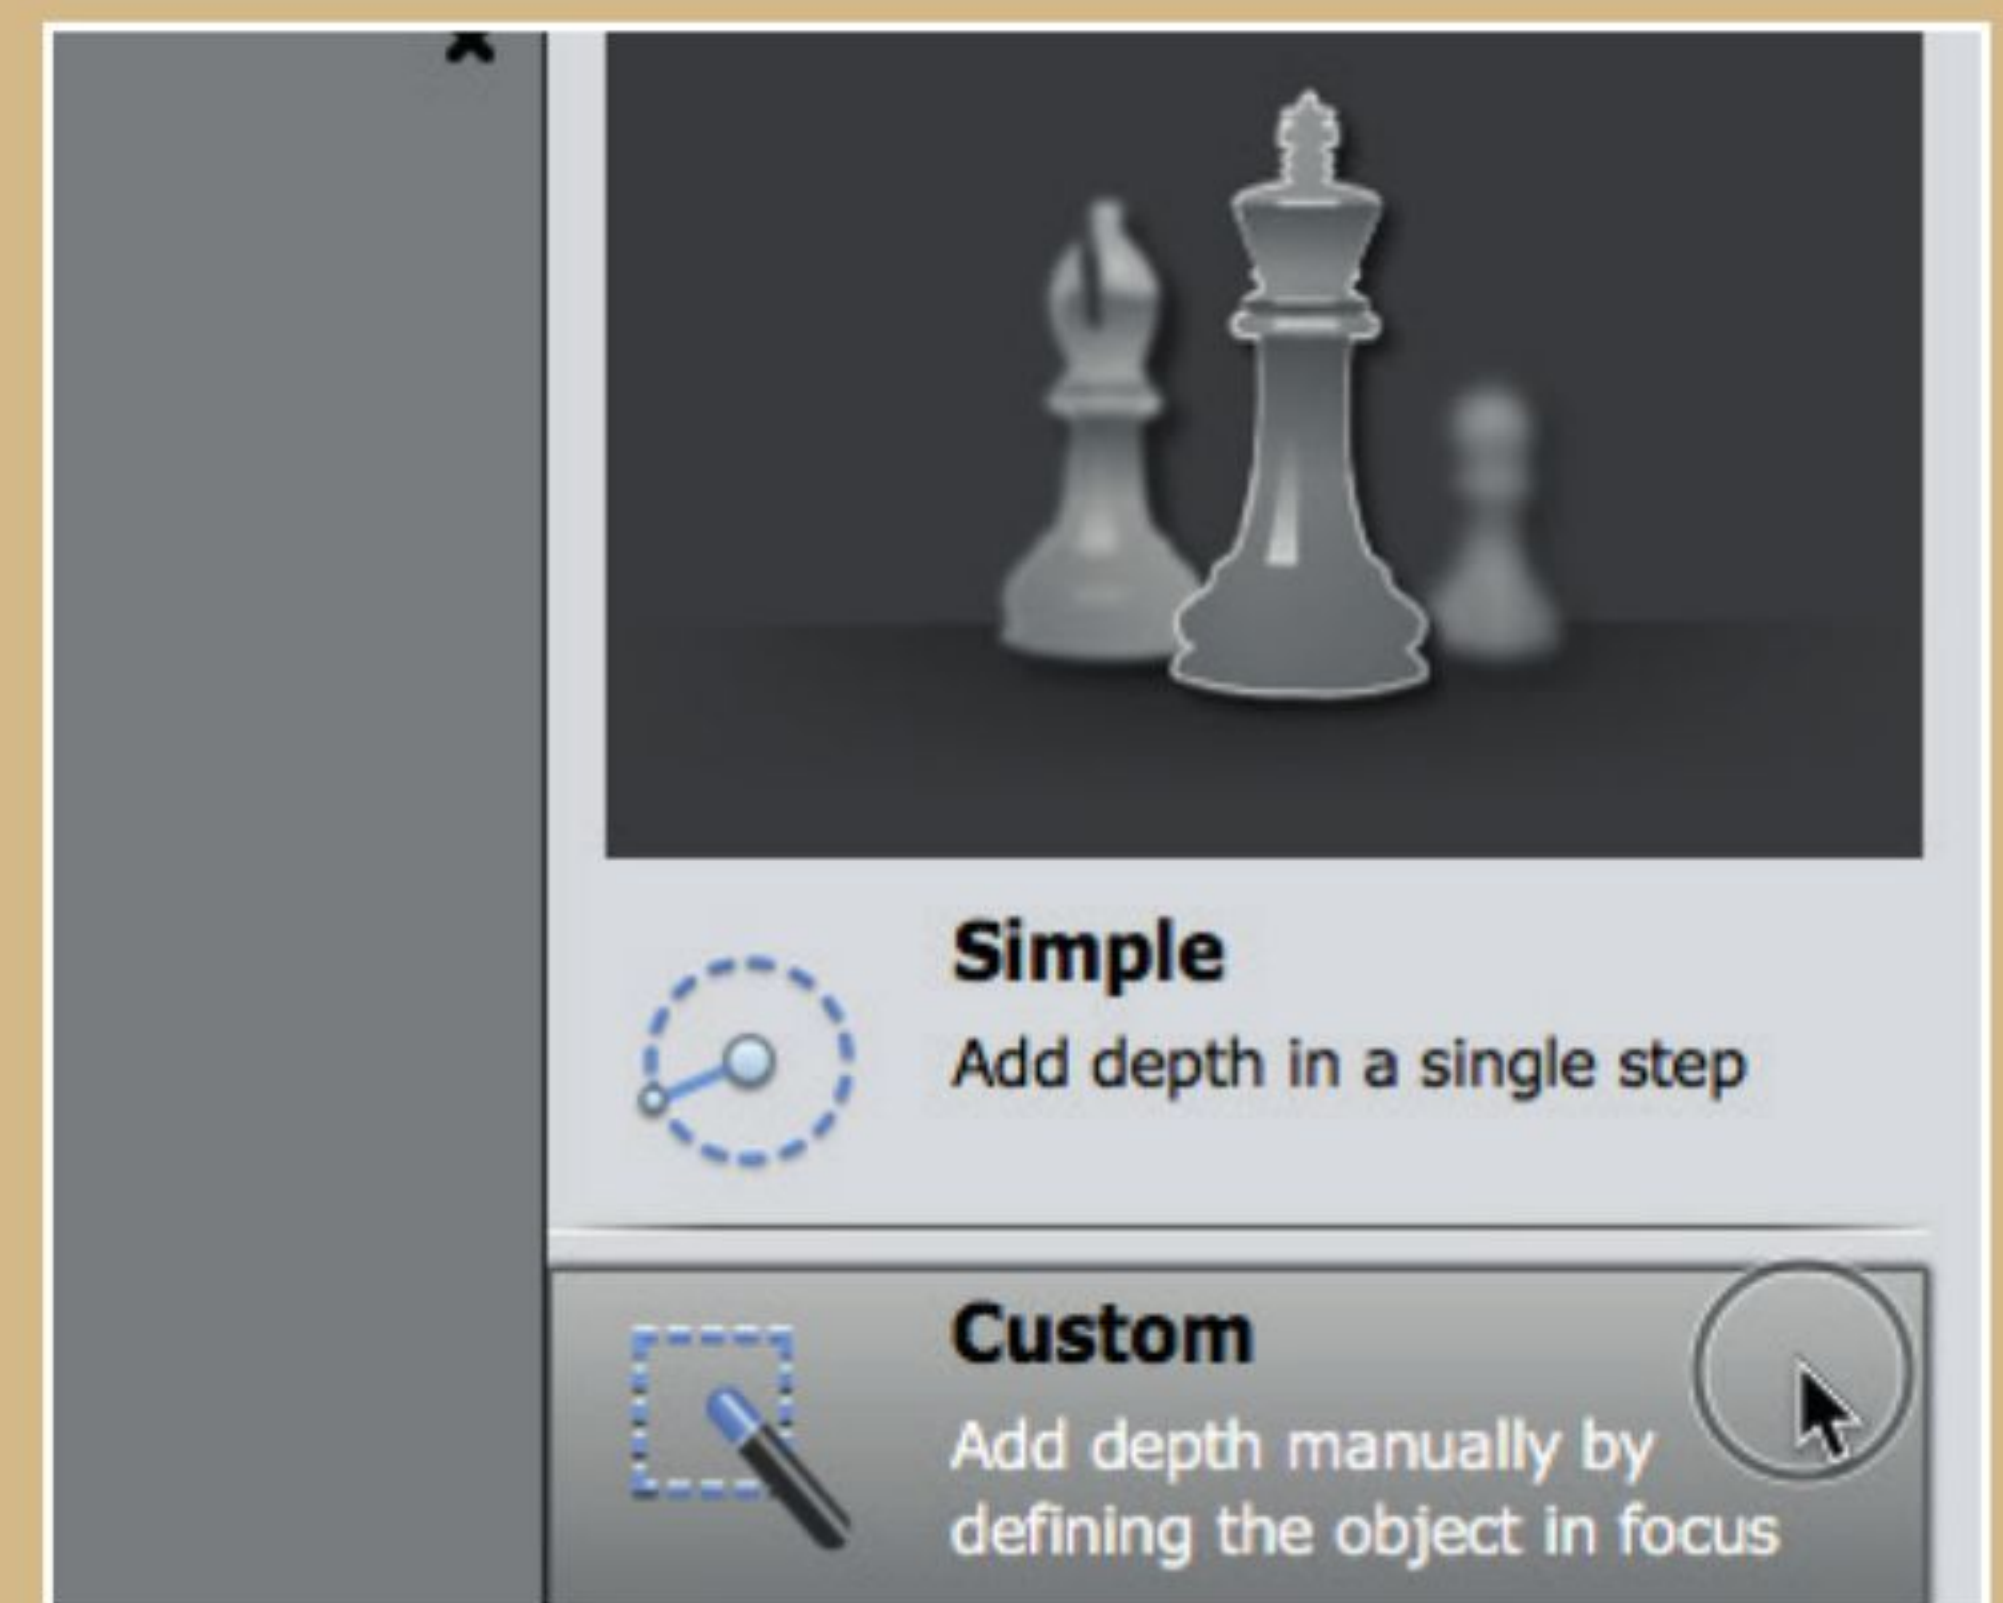 Simple
Add depth in a single step
Custom
Add depth manually by
defining the object in focus